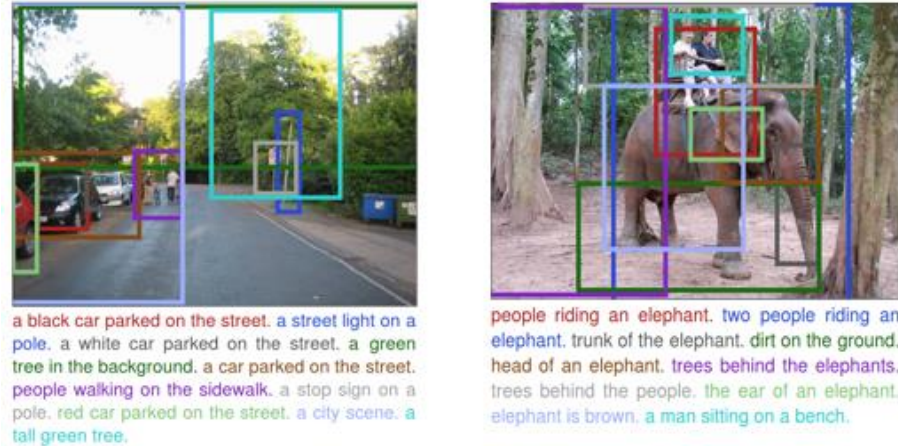 a black car parked on the street. a street light on a
pole. a white car parked on the street. a green
tree in the background. a car parked on the street.
people walking on the sidewalk. a stop sign on a
pole. red car parked on the street. a city scene. a
tall green tree.
people riding an elephant. two people riding an
elephant. trunk of the elephant. dirt on the ground.
head of an elephant. trees behind the elephants.
trees behind the people. the ear of an elephant.
elephant is brown. a man sitting on a bench.